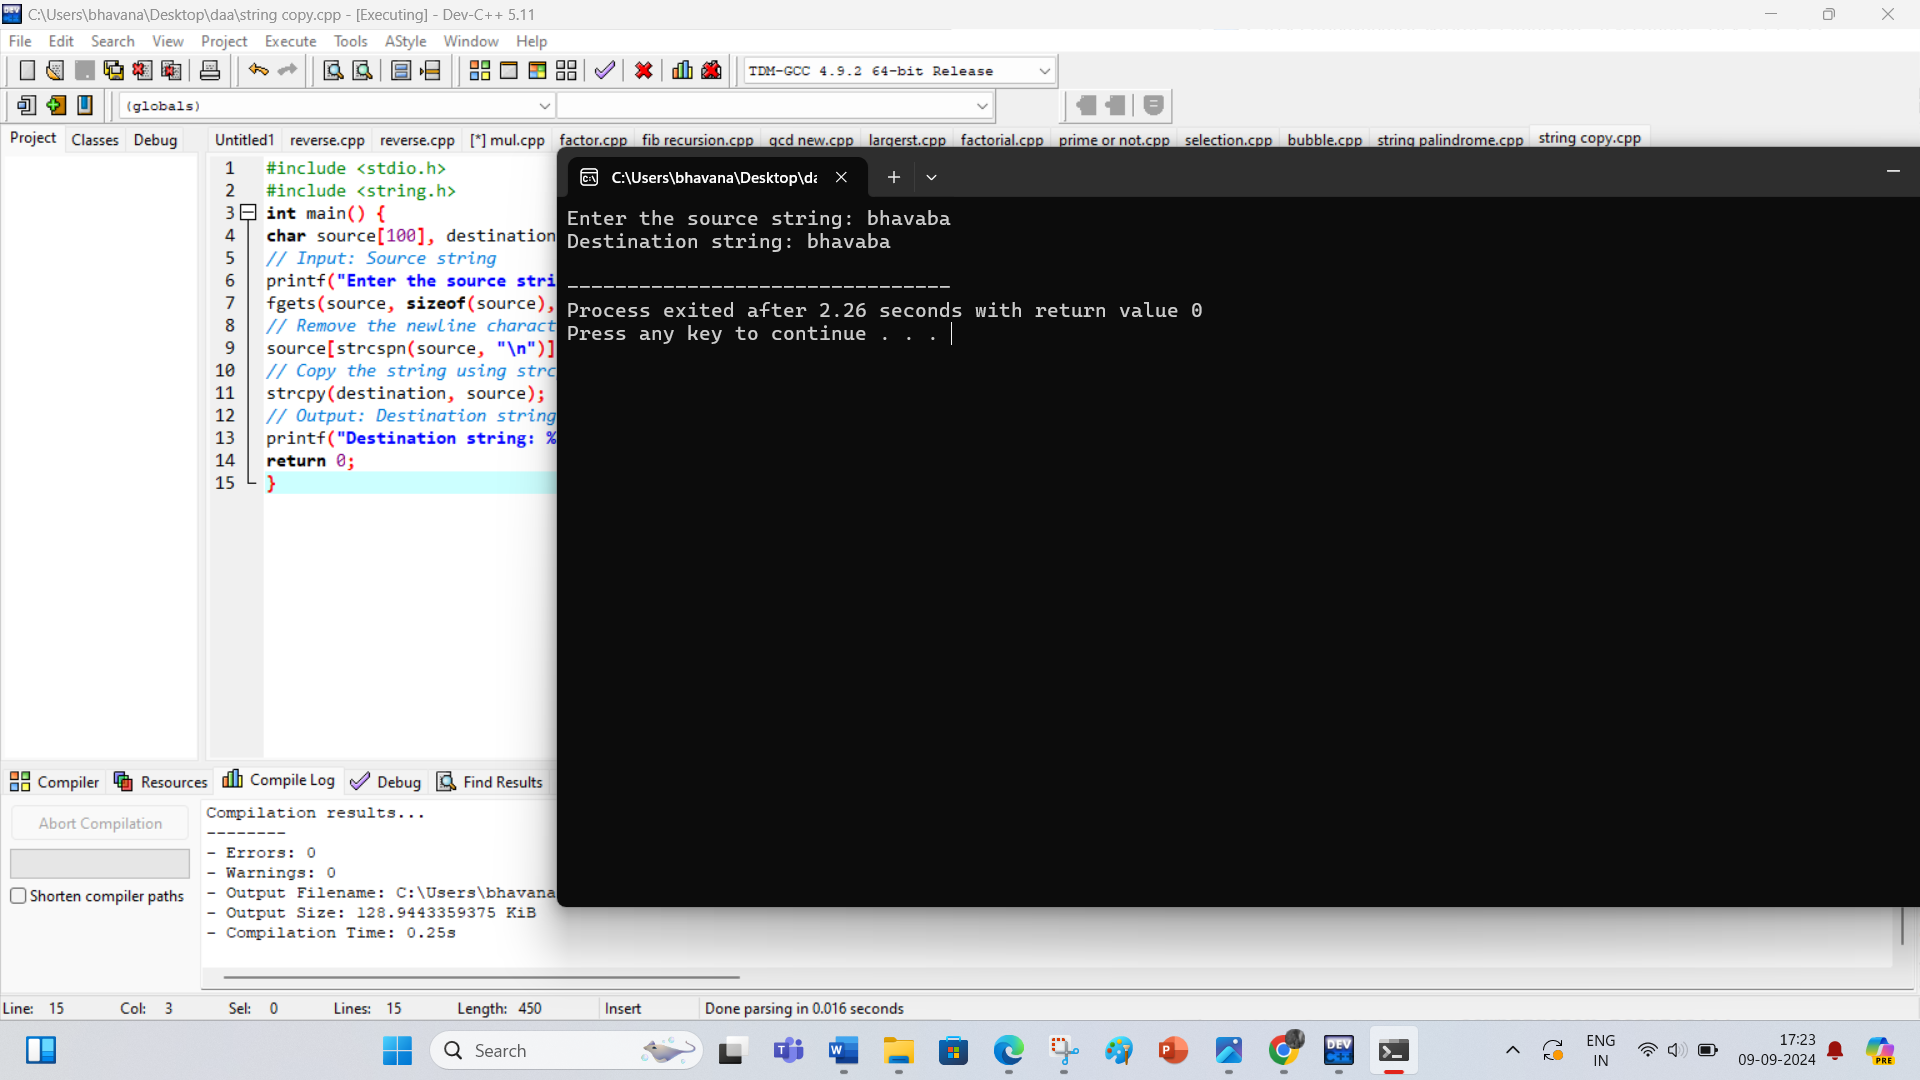 C:\Users\bhavana\Desktop\daa\string copy.cpp - [Executing] - Dev-C++ 5.11
File Edit Search View Project Execute Tools AStyle Window Help
TDM-GCC 4.9.2 64-bit Release
(globals)
Project Classes Debug
Untitled1 reverse.cpp reverse.cpp [*] mul.cpp factor.cpp fib recursion.cpp gcd new.cpp largerst.cpp factorial.cpp prime or not.cpp selection.cpp bubble.cpp string palindrome.cpp string copy.cpp
1 #include <stdio.h>
2 #include <string.h>
3 int main() {
4 char source[100], destination
5 // Input: Source string
6 printf("Enter the source stri
7 fgets(source, sizeof(source),
8 // Remove the newline charact
9 source[strcspn(source, "\n")]
10 // Copy the string using strc
11 strcpy(destination, source);
12 // Output: Destination string
13 printf("Destination string: %
14 return 0;
15 }
C:\Users\bhavana\Desktop\da
Enter the source string: bhavaba
Destination string: bhavaba
--------------------------------
Process exited after 2.26 seconds with return value 0
Press any key to continue . . .
Compiler Resources Compile Log Debug Find Results
Abort Compilation
Shorten compiler paths
Compilation results...
--------
- Errors: 0
- Warnings: 0
- Output Filename: C:\Users\bhavana
- Output Size: 128.9443359375 KiB
- Compilation Time: 0.25s
Line: 15 Col: 3 Sel: 0 Lines: 15 Length: 450 Insert Done parsing in 0.016 seconds
Search
DEV
C++
ENG
IN
17:23
09-09-2024
PRE